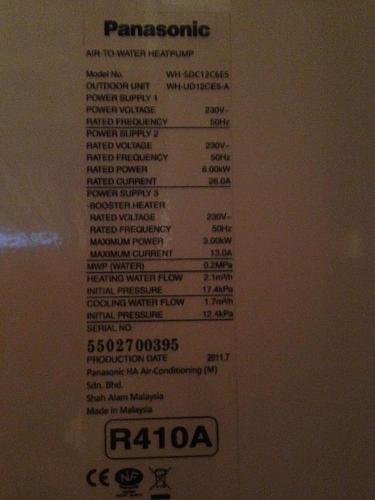 Panasonic
AIR-TO-WATER HEATPUMP
Model No. WH-SDC12C6E5
OUTDOOR UNIT WH-UD12CE5-A
POWER SUPPLY 1
POWER VOLTAGE 230V~
RATED FREQUENCY 50Hz
POWER SUPPLY 2
RATED VOLTAGE 230V~
RATED FREQUENCY 50Hz
RATED POWER 6.00kW
RATED CURRENT 26.0A
POWER SUPPLY 3
-BOOSTER HEATER
RATED VOLTAGE 230V~
RATED FREQUENCY 50Hz
MAXIMUM POWER 3.00kW
MAXIMUM CURRENT 13.0A
MWP (WATER) 0.2MPa
HEATING WATER FLOW 2.1m³/h
INITIAL PRESSURE 17.4kPa
COOLING WATER FLOW 1.7m³/h
INITIAL PRESSURE 12.4kPa
SERIAL NO.
5502700395
PRODUCTION DATE 2011.7
Panasonic HA Air-Conditioning (M)
Sdn. Bhd.
Shah Alam Malaysia
Made in Malaysia
R410A
CE NF